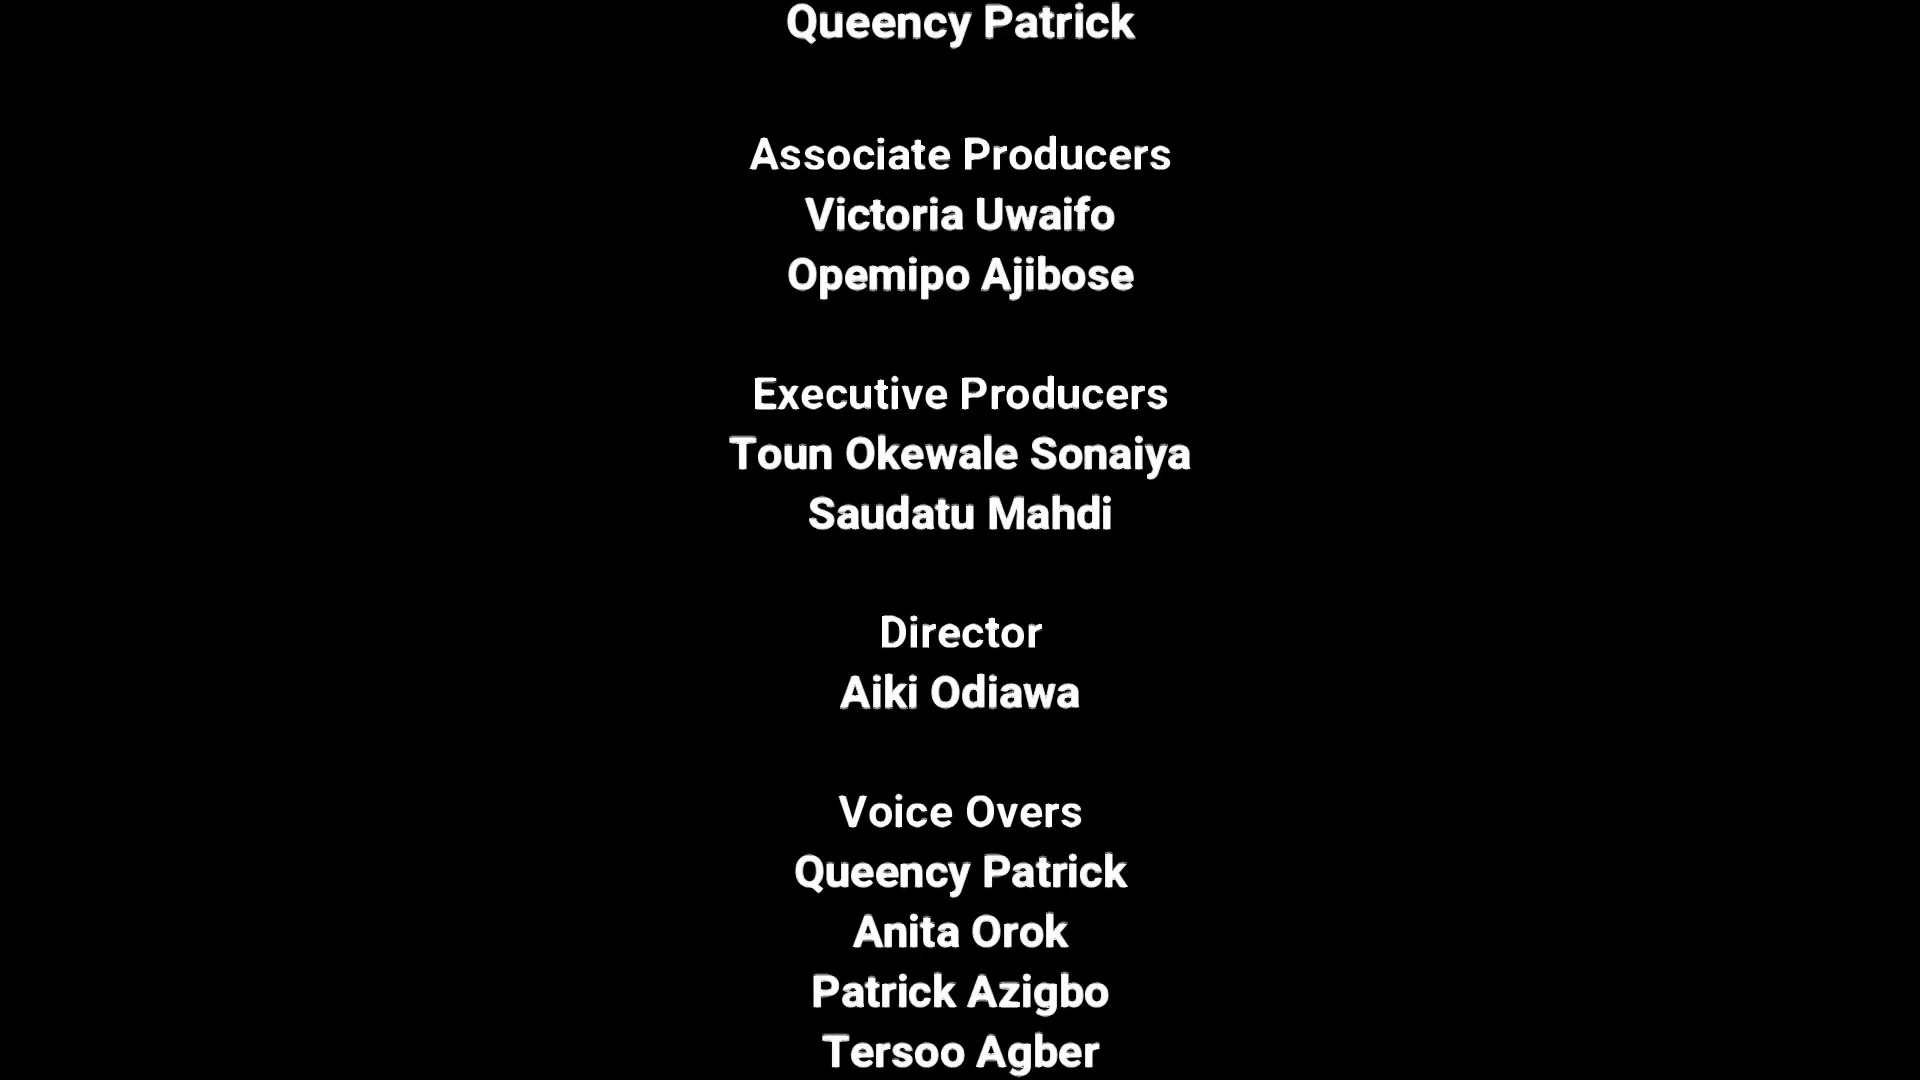 Queency Patrick
Associate Producers
Victoria Uwaifo
Opemipo Ajibose
Executive Producers
Toun Okewale Sonaiya
Saudatu Mahdi
Director
Aiki Odiawa
Voice Overs
Queency Patrick
Anita Orok
Patrick Azigbo
Tersoo Agber